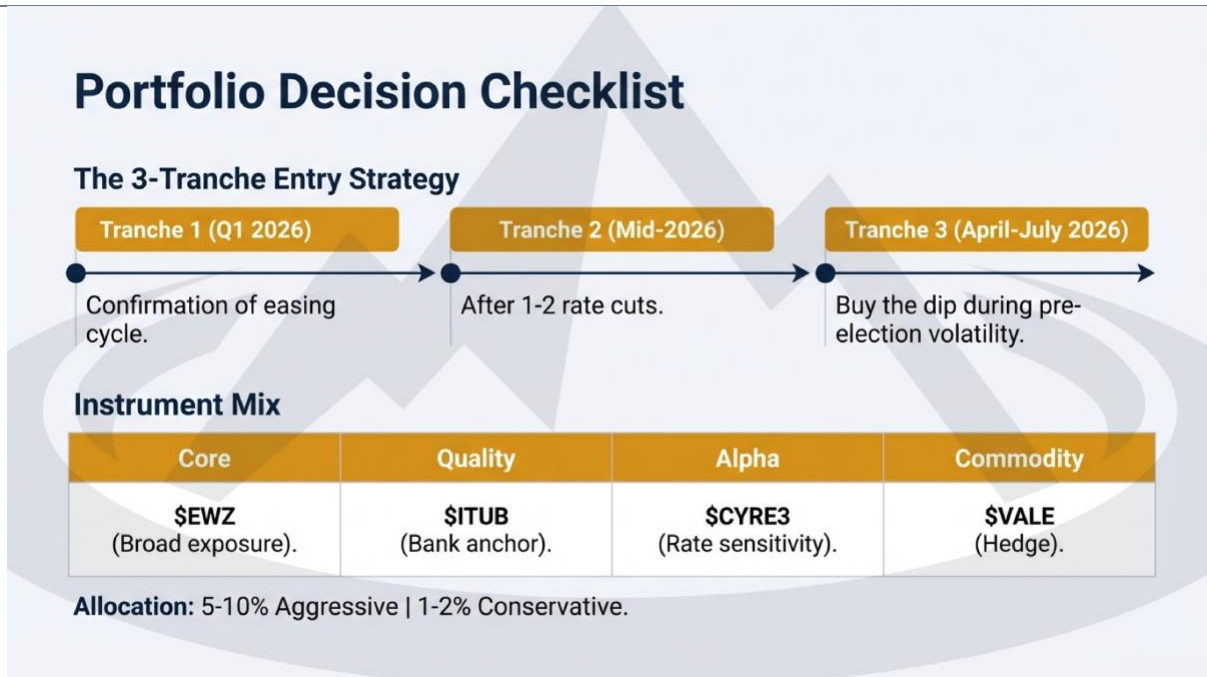 Portfolio Decision Checklist
The 3-Tranche Entry Strategy
Tranche 1 (Q1 2026)
Confirmation of easing
cycle.
Tranche 2 (Mid-2026)
After 1-2 rate cuts.
Tranche 3 (April-July 2026)
Buy the dip during pre-
election volatility.
Instrument Mix
Core
Quality
Alpha
Commodity
$EWZ
(Broad exposure).
$ITUB
(Bank anchor).
$CYRE3
(Rate sensitivity).
$VALE
(Hedge).
Allocation: 5-10% Aggressive | 1-2% Conservative.